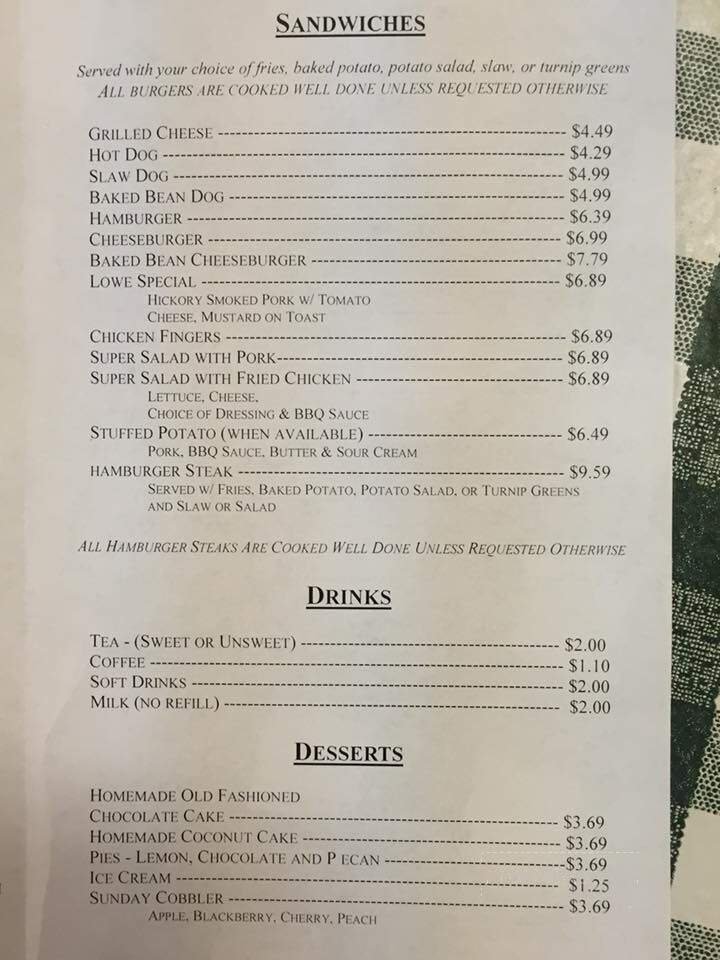 SANDWICHES
Served with your choice of fries, baked potato, potato salad, slaw, or turnip greens
ALL BURGERS ARE COOKED WELL DONE UNLESS REQUESTED OTHERWISE
GRILLED CHEESE ---------------------------------------- $4.49
HOT DOG ---------------------------------------- $4.29
SLAW DOG ---------------------------------------- $4.99
BAKED BEAN DOG ---------------------------------------- $4.99
HAMBURGER ---------------------------------------- $6.39
CHEESEBURGER ---------------------------------------- $6.99
BAKED BEAN CHEESEBURGER ------------------------------ $7.79
LOWE SPECIAL ---------------------------------------- $6.89
HICKORY SMOKED PORK W/ TOMATO
CHEESE, MUSTARD ON TOAST
CHICKEN FINGERS ---------------------------------------- $6.89
SUPER SALAD WITH PORK---------------------------------- $6.89
SUPER SALAD WITH FRIED CHICKEN ------------------------- $6.89
LETTUCE, CHEESE,
CHOICE OF DRESSING & BBQ SAUCE
STUFFED POTATO (WHEN AVAILABLE) ----------------------- $6.49
PORK, BBQ SAUCE, BUTTER & SOUR CREAM
HAMBURGER STEAK ---------------------------------------- $9.59
SERVED W/ FRIES, BAKED POTATO, POTATO SALAD, OR TURNIP GREENS
AND SLAW OR SALAD
ALL HAMBURGER STEAKS ARE COOKED WELL DONE UNLESS REQUESTED OTHERWISE
DRINKS
TEA - (SWEET OR UNSWEET) ------------------------------ $2.00
COFFEE ---------------------------------------- $1.10
SOFT DRINKS ---------------------------------------- $2.00
MILK (NO REFILL) ---------------------------------------- $2.00
DESSERTS
HOMEMADE OLD FASHIONED
CHOCOLATE CAKE ---------------------------------------- $3.69
HOMEMADE COCONUT CAKE ------------------------------- $3.69
PIES - LEMON, CHOCOLATE AND P ECAN ---------------------$3.69
ICE CREAM ---------------------------------------- $1.25
SUNDAY COBBLER ---------------------------------------- $3.69
APPLE, BLACKBERRY, CHERRY, PEACH